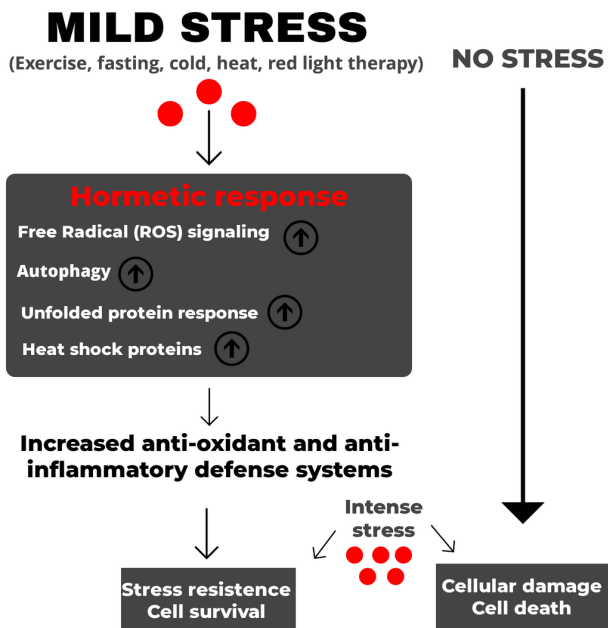 MILD STRESS
(Exercise, fasting, cold, heat, red light therapy)
NO STRESS
Hormetic response
Free Radical (ROS) signaling
Autophagy
Unfolded protein response
Heat shock proteins
Increased anti-oxidant and anti-
inflammatory defense systems
Intense
stress
Stress resistence
Cell survival
Cellular damage
Cell death